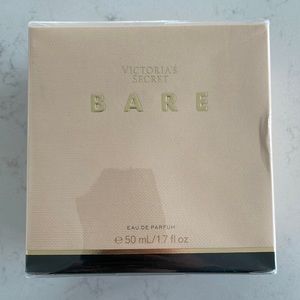 VICTORIA'S
SECRET
BARE
EAU DE PARFUM
℮ 50 mL/1.7 fl oz